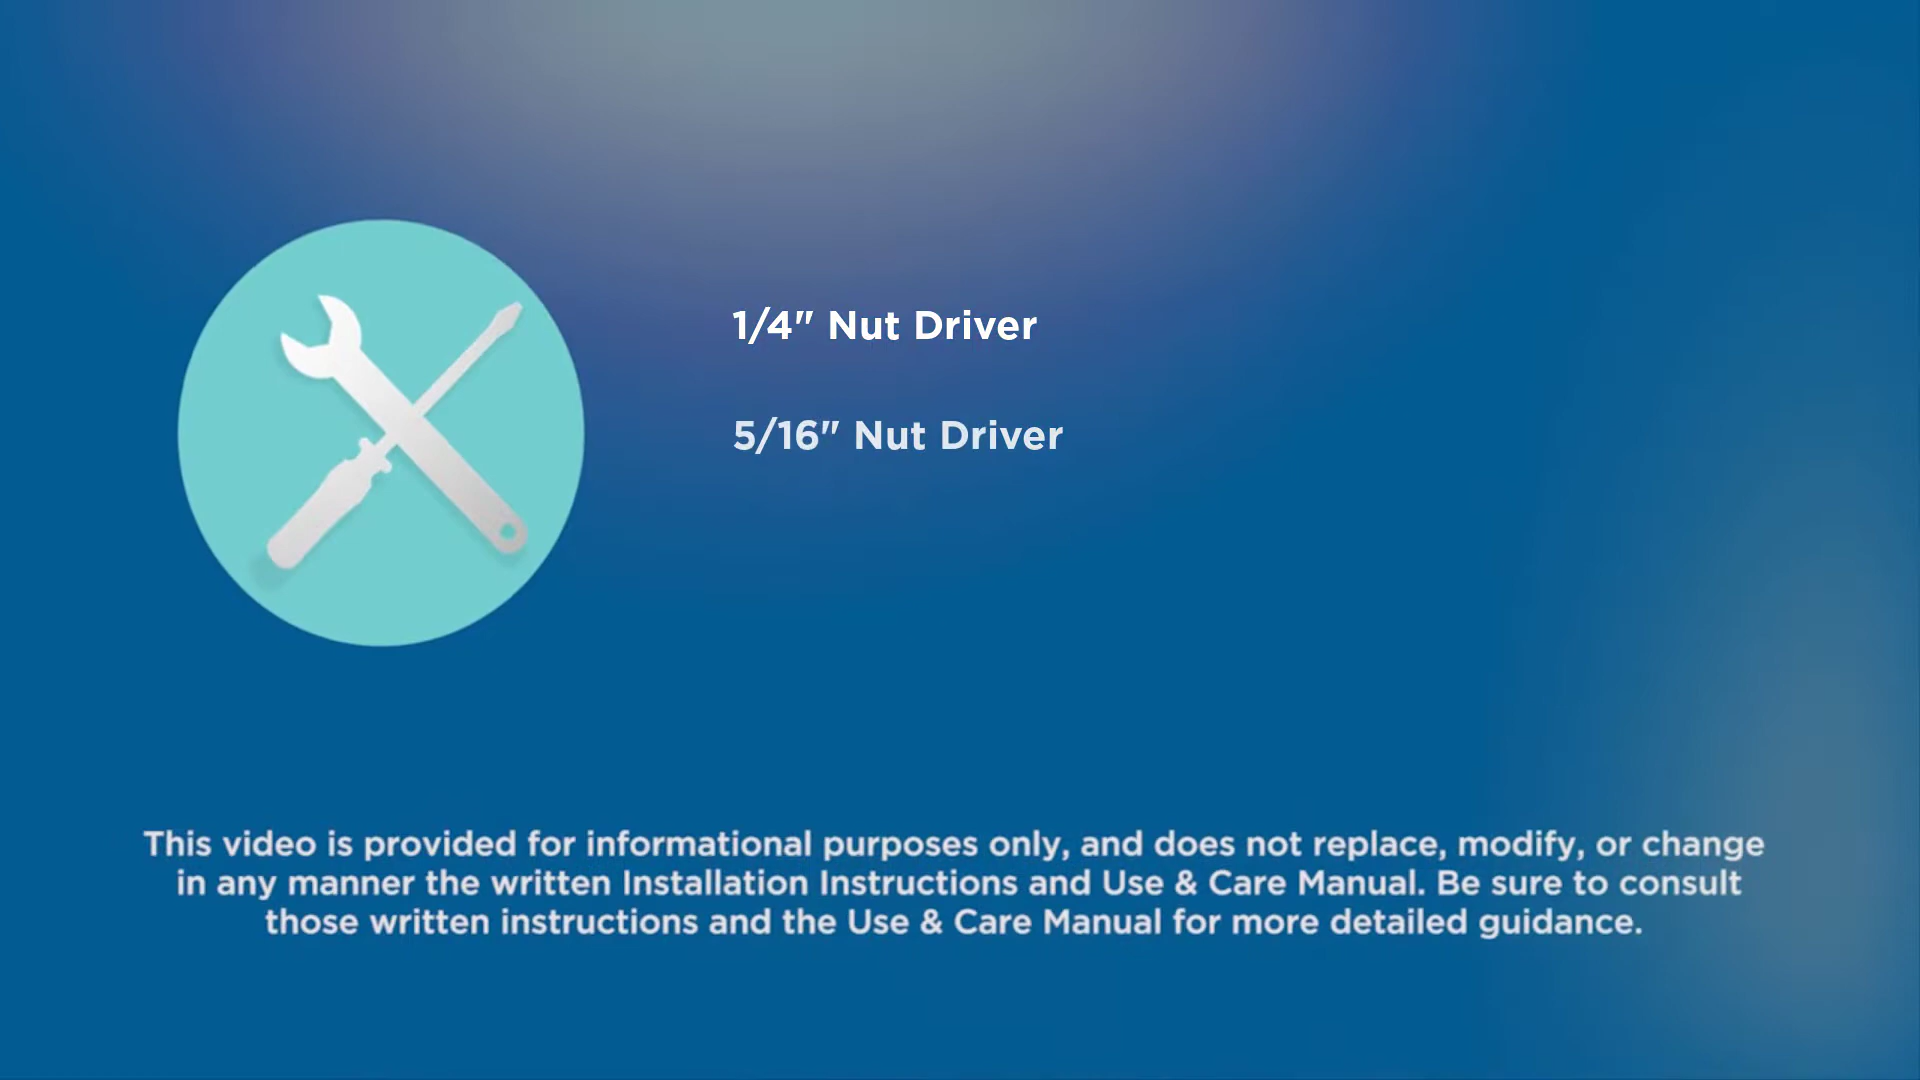 1/4" Nut Driver
5/16" Nut Driver
This video is provided for informational purposes only, and does not replace, modify, or change
in any manner the written Installation Instructions and Use & Care Manual. Be sure to consult
those written instructions and the Use & Care Manual for more detailed guidance.